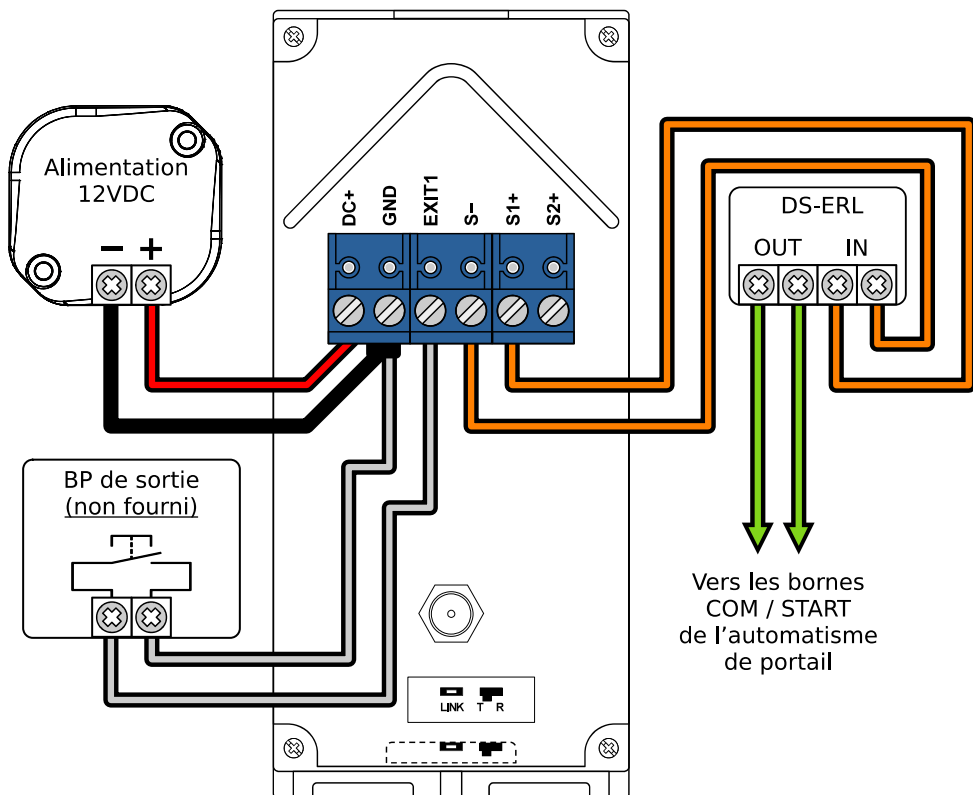 Alimentation
12VDC
− +
DC+
GND
EXIT1
S−
S1+
S2+
DS-ERL
OUT IN
BP de sortie
(non fourni)
Vers les bornes
COM / START
de l’automatisme
de portail
LINK T R